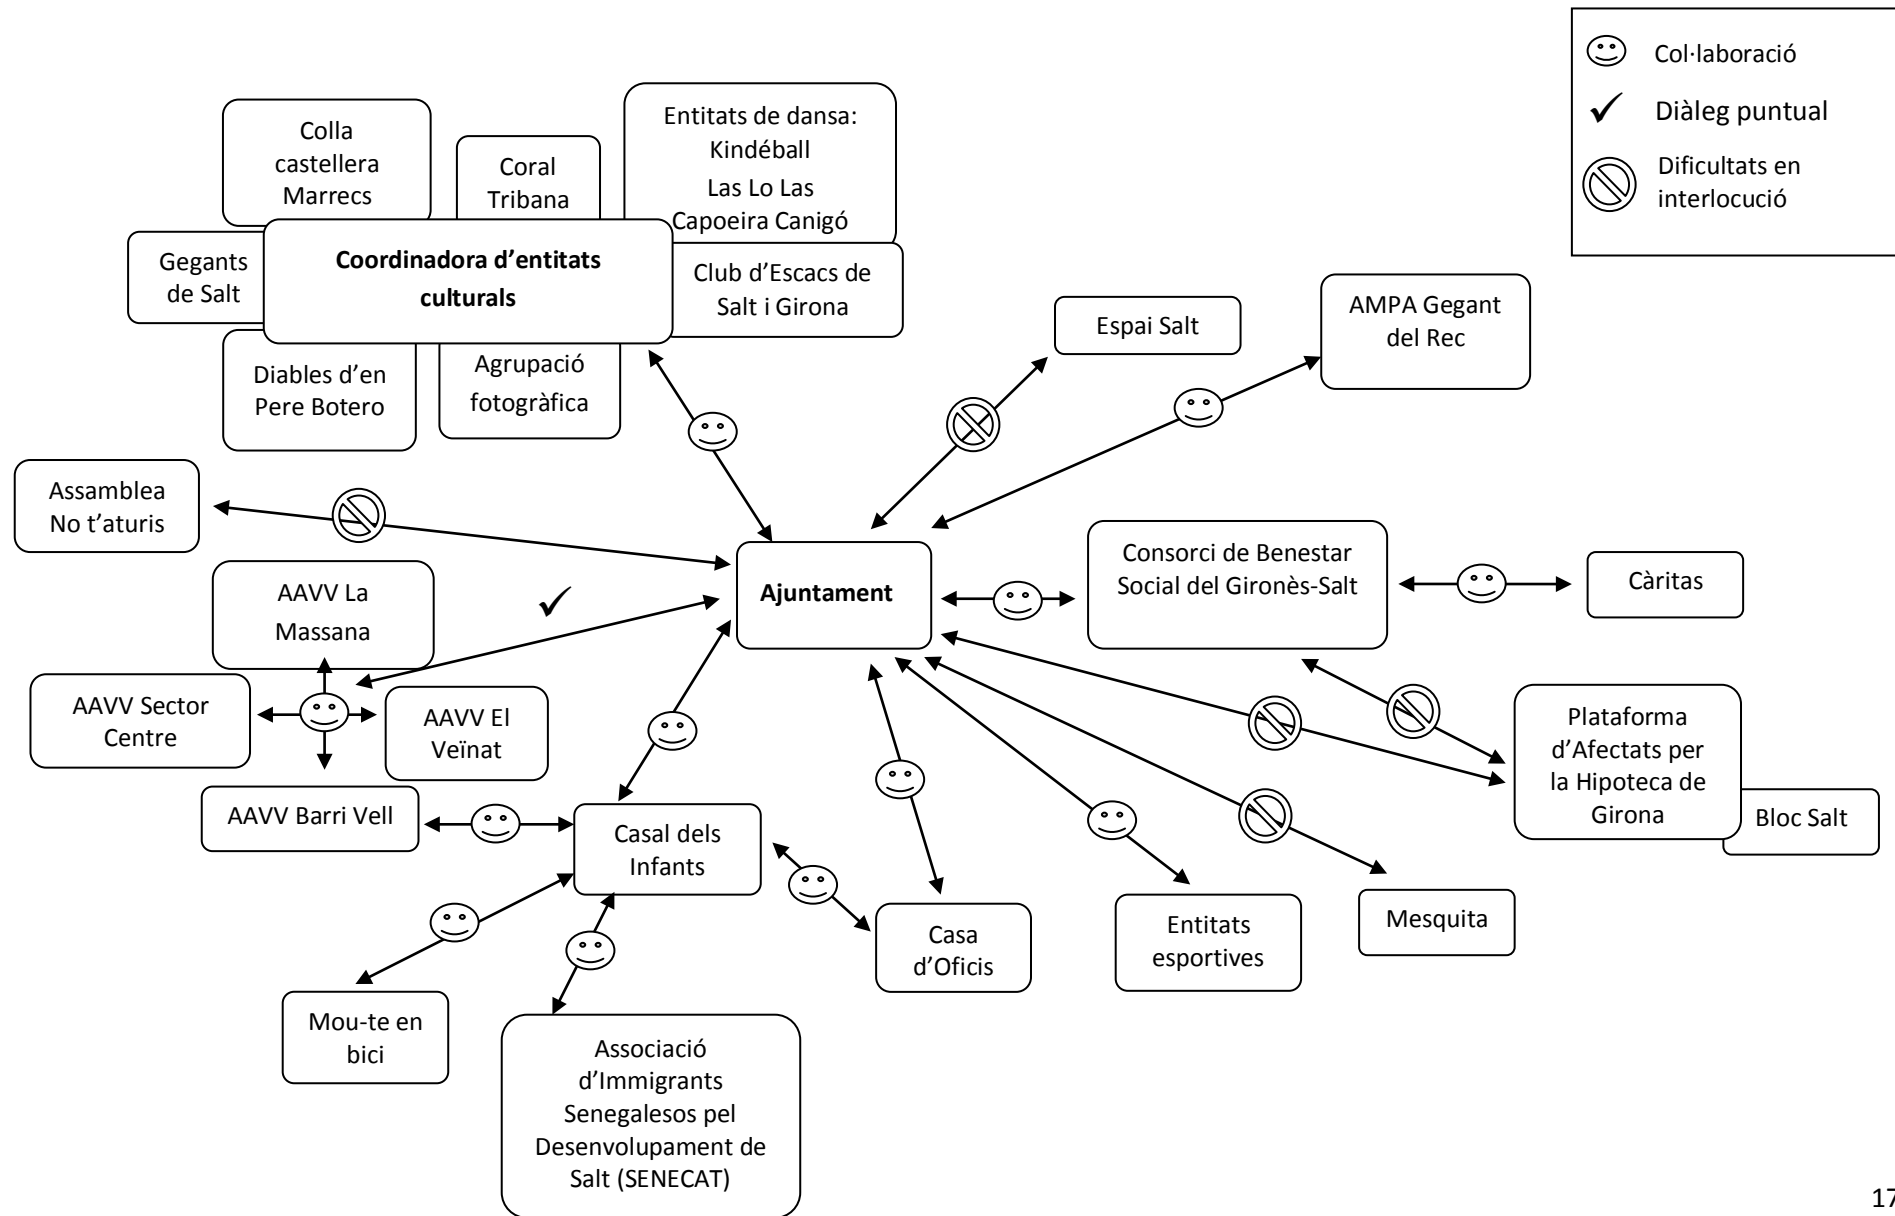 Col·laboració
Diàleg puntual
Dificultats en
interlocució
Colla
castellera
Marrecs
Coral
Tribana
Entitats de dansa:
Kindéball
Las Lo Las
Capoeira Canigó
Gegants
de Salt
Coordinadora d’entitats
culturals
Club d’Escacs de
Salt i Girona
Diables d’en
Pere Botero
Agrupació
fotogràfica
Espai Salt
AMPA Gegant
del Rec
Assamblea
No t’aturis
AAVV La
Massana
Ajuntament
Consorci de Benestar
Social del Gironès-Salt
Càritas
AAVV Sector
Centre
AAVV El
Veïnat
AAVV Barri Vell
Casal dels
Infants
Plataforma
d’Afectats per
la Hipoteca de
Girona
Bloc Salt
Casa
d’Oficis
Entitats
esportives
Mesquita
Mou-te en
bici
Associació
d’Immigrants
Senegalesos pel
Desenvolupament de
Salt (SENECAT)
17